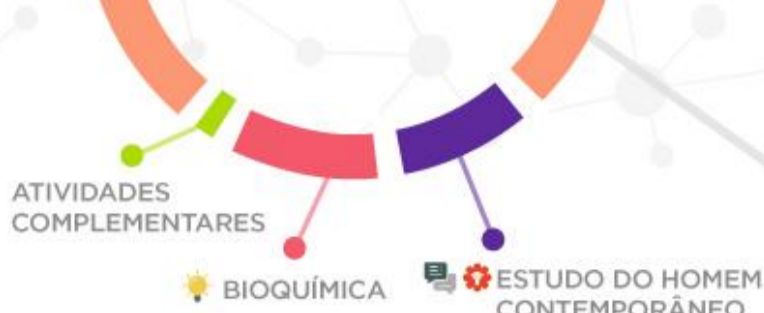 ATIVIDADES
COMPLEMENTARES
BIOQUÍMICA
ESTUDO DO HOMEM
CONTEMPORÂNEO